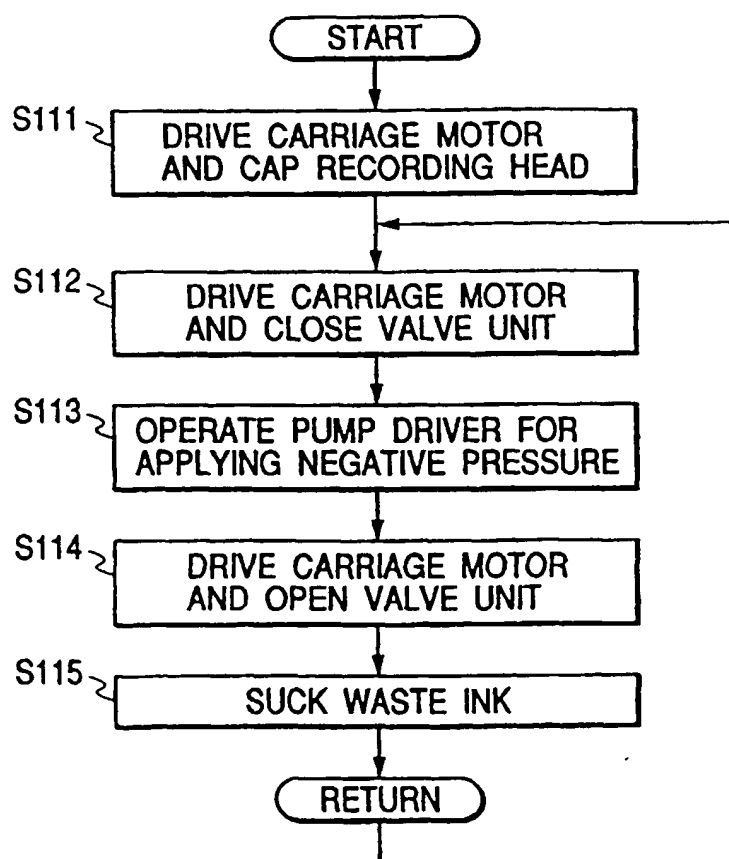 START
S111
DRIVE CARRIAGE MOTOR
AND CAP RECORDING HEAD
S112
DRIVE CARRIAGE MOTOR
AND CLOSE VALVE UNIT
S113
OPERATE PUMP DRIVER FOR
APPLYING NEGATIVE PRESSURE
S114
DRIVE CARRIAGE MOTOR
AND OPEN VALVE UNIT
S115
SUCK WASTE INK
RETURN